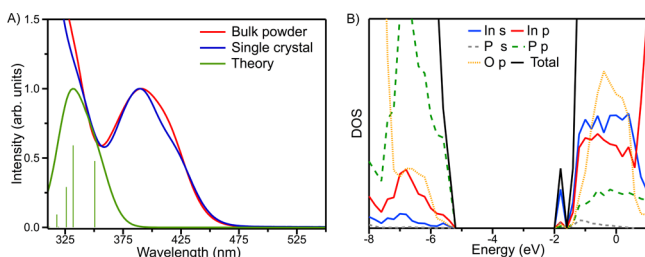 A)
Bulk powder
Single crystal
Theory
Intensity (arb. units)
1.5
1.0
0.5
0.0
325
375
425
475
525
Wavelength (nm)
B)
In s
In p
P s
P p
O p
Total
DOS
-8
-6
-4
-2
0
Energy (eV)